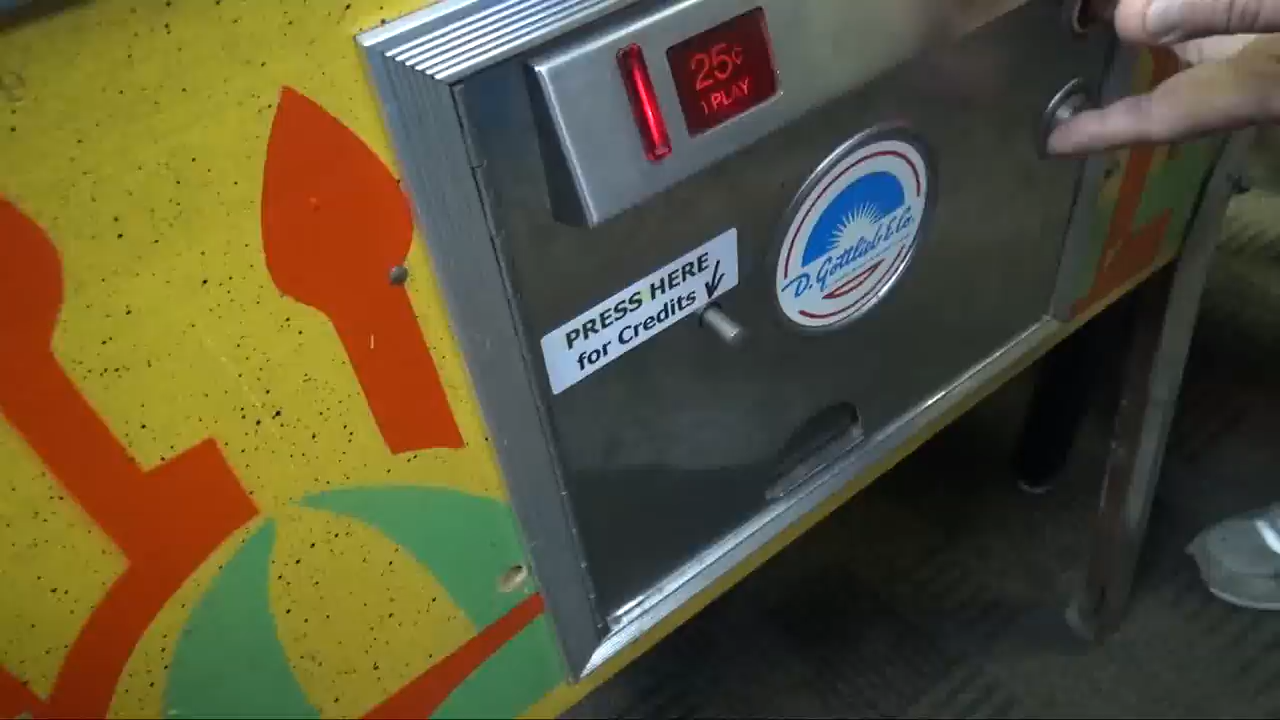 25¢
1 PLAY
PRESS HERE
for Credits
D. Gottlieb & Co.